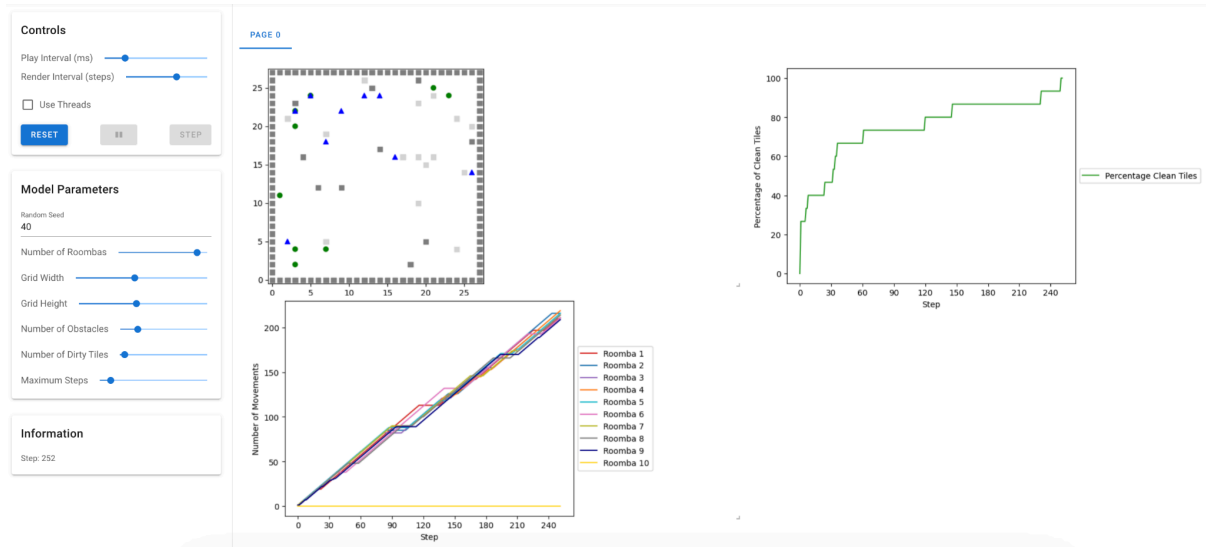 Controls
Play Interval (ms)
Render Interval (steps)
Use Threads
RESET
STEP
Model Parameters
Random Seed
40
Number of Roombas
Grid Width
Grid Height
Number of Obstacles
Number of Dirty Tiles
Maximum Steps
Information
Step: 252
PAGE 0
25
20
15
10
5
0
0 5 10 15 20 25
100
80
60
40
20
0
Percentage of Clean Tiles
0 30 60 90 120 150 180 210 240
Step
Percentage Clean Tiles
200
150
100
50
0
Number of Movements
0 30 60 90 120 150 180 210 240
Step
Roomba 1
Roomba 2
Roomba 3
Roomba 4
Roomba 5
Roomba 6
Roomba 7
Roomba 8
Roomba 9
Roomba 10